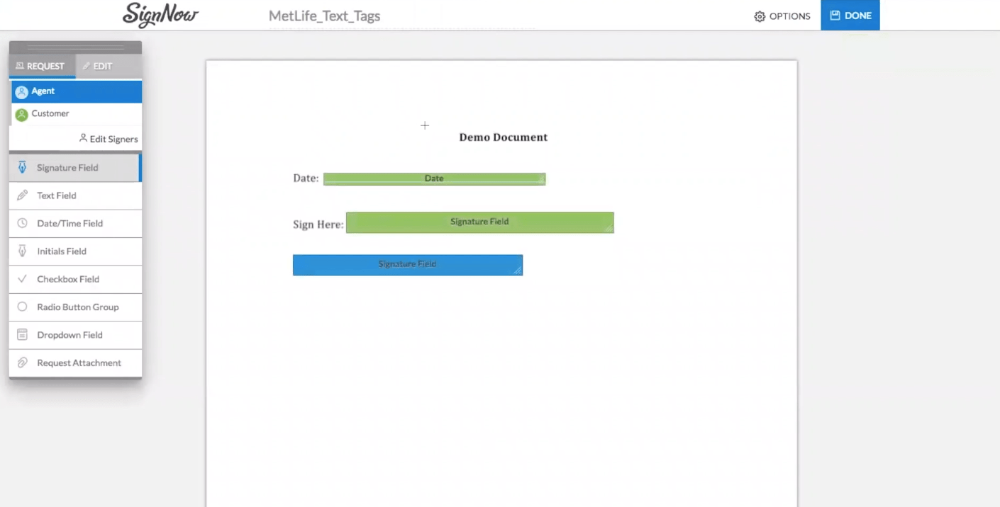 SignNow
MetLife_Text_Tags
OPTIONS
DONE
REQUEST
EDIT
Agent
Customer
Edit Signers
Signature Field
Text Field
Date/Time Field
Initials Field
Checkbox Field
Radio Button Group
Dropdown Field
Request Attachment
Demo Document
Date: Date
Sign Here: Signature Field
Signature Field